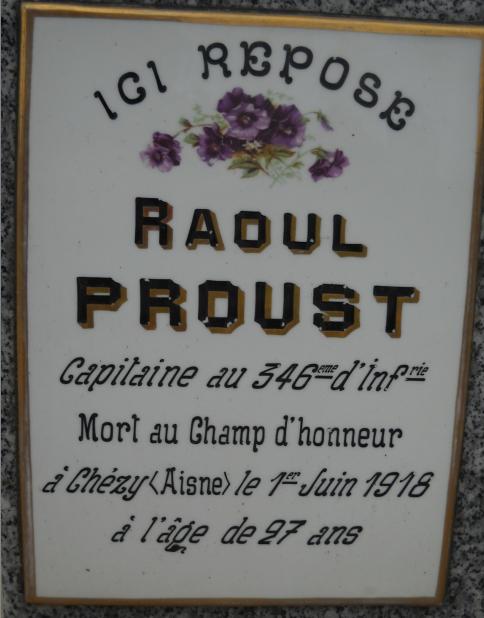 ICI REPOSE
RAOUL
PROUST
Capitaine au 346eme d'Infrie
Mort au Champ d'honneur
à Chézy (Aisne) le 1er Juin 1918
à l'âge de 27 ans